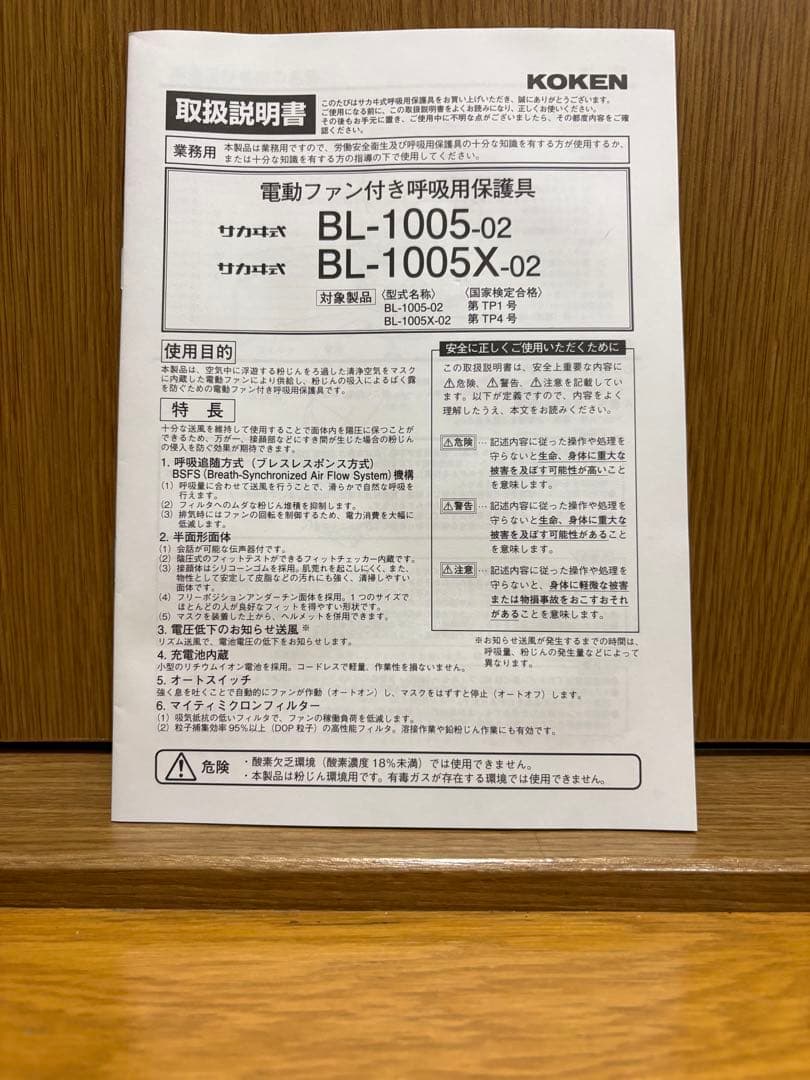 KOKEN
取扱説明書
このたびはサカヰ式呼吸用保護具をお買い上げいただき、誠にありがとうございます。
ご使用になる前に、この取扱説明書をよくお読みになり、正しくお使いください。
その後もお手元に置き、ご使用中に不明な点がございましたら、その都度内容をご確
認ください。
業務用
本製品は業務用ですので、労働安全衛生及び呼吸用保護具の十分な知識を有する方が使用するか、
または十分な知識を有する方の指導の下で使用してください。
電動ファン付き呼吸用保護具
サカヰ式 BL-1005-02
サカヰ式 BL-1005X-02
対象製品 〈型式名称〉 〈国家検定合格〉
BL-1005-02 第TP1号
BL-1005X-02 第TP4号
使用目的
本製品は、空気中に浮遊する粉じんをろ過した清浄空気をマスク
に内蔵した電動ファンにより供給し、粉じんの吸入によるばく露
を防ぐための電動ファン付き呼吸用保護具です。
特長
十分な送風を維持して使用することで面体内を陽圧に保つことが
できるため、万が一、接顔部などにすき間が生じた場合の粉じん
の侵入を防ぐ効果が期待できます。
1. 呼吸追随方式（ブレスレスポンス方式）
BSFS（Breath-Synchronized Air Flow System）機構
(1) 呼吸量に合わせて送風を行うことで、滑らかで自然な呼吸を
行えます。
(2) フィルタへのムダな粉じん堆積を抑制します。
(3) 排気時にはファンの回転を制御するため、電力消費を大幅に
低減します。
2. 半面形面体
(1) 会話が可能な伝声器付です。
(2) 陰圧式のフィットテストができるフィットチェッカー内蔵です。
(3) 接顔体はシリコーンゴムを採用。肌荒れを起こしにくく、また、
物性として安定して皮脂などの汚れにも強く、清掃しやすい
面体です。
(4) フリーポジションアンダーチン面体を採用。1つのサイズで
ほとんどの人が良好なフィットを得やすい形状です。
(5) マスクを装着した上から、ヘルメットを併用できます。
3. 電圧低下のお知らせ送風※
リズム送風で、電池電圧の低下をお知らせします。
4. 充電池内蔵
小型のリチウムイオン電池を採用。コードレスで軽量、作業性を損ないません。
5. オートスイッチ
強く息を吐くことで自動的にファンが作動（オートオン）し、マスクをはずすと停止（オートオフ）します。
6. マイティミクロンフィルター
(1) 吸気抵抗の低いフィルタで、ファンの稼働負荷を低減します。
(2) 粒子捕集効率95%以上（DOP粒子）の高性能フィルタ。溶接作業や鉛粉じん作業にも有効です。
安全に正しくご使用いただくために
この取扱説明書は、安全上重要な内容に
⚠危険、⚠警告、⚠注意を記載してい
ます。以下が定義ですので、内容をよく
理解したうえ、本文をお読みください。
⚠危険 … 記述内容に従った操作や処理を
守らないと生命、身体に重大な
被害を及ぼす可能性が高いこと
を意味します。
⚠警告 … 記述内容に従った操作や処理を
守らないと生命、身体に重大な
被害を及ぼす可能性があること
を意味します。
⚠注意 … 記述内容に従った操作や処理を
守らないと、身体に軽微な被害
または物損事故をおこすおそれ
があることを意味します。
※お知らせ送風が発生するまでの時間は、
呼吸量、粉じんの発生量などによって
異なります。
⚠ 危険
・酸素欠乏環境（酸素濃度18%未満）では使用できません。
・本製品は粉じん環境用です。有毒ガスが存在する環境では使用できません。